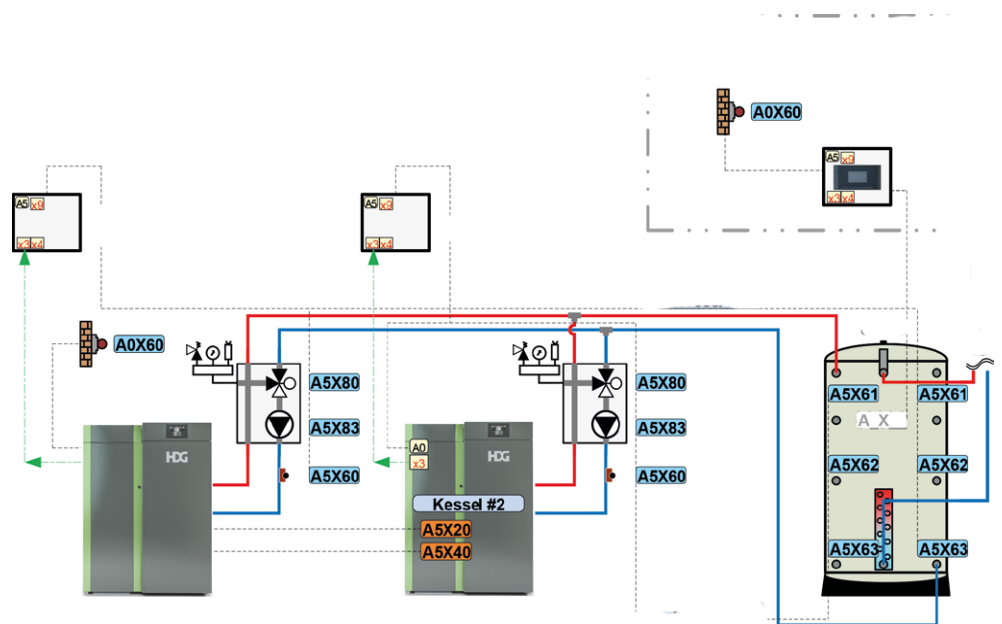 A0X60
A5 x9
x3 x4
A5 x9
x3 x4
A5 x9
x3 x4
A0X60
A5X80
A5X80
A5X61
A5X61
A_X
A5X83
A5X83
A0
HDG
HDG
x3
A5X62
A5X62
A5X60
A5X60
Kessel #2
A5X20
A5X40
A5X63
A5X63